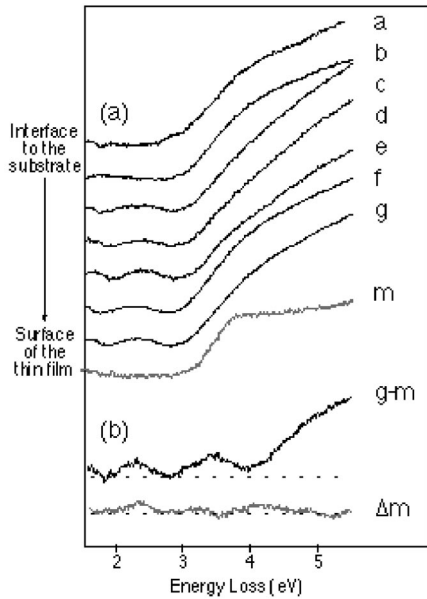 a
b
(a)
c
Interface
to the
substrate
d
e
f
g
m
Surface
of the
thin film
g-m
(b)
Δm
2 3 4 5
Energy Loss ( eV)